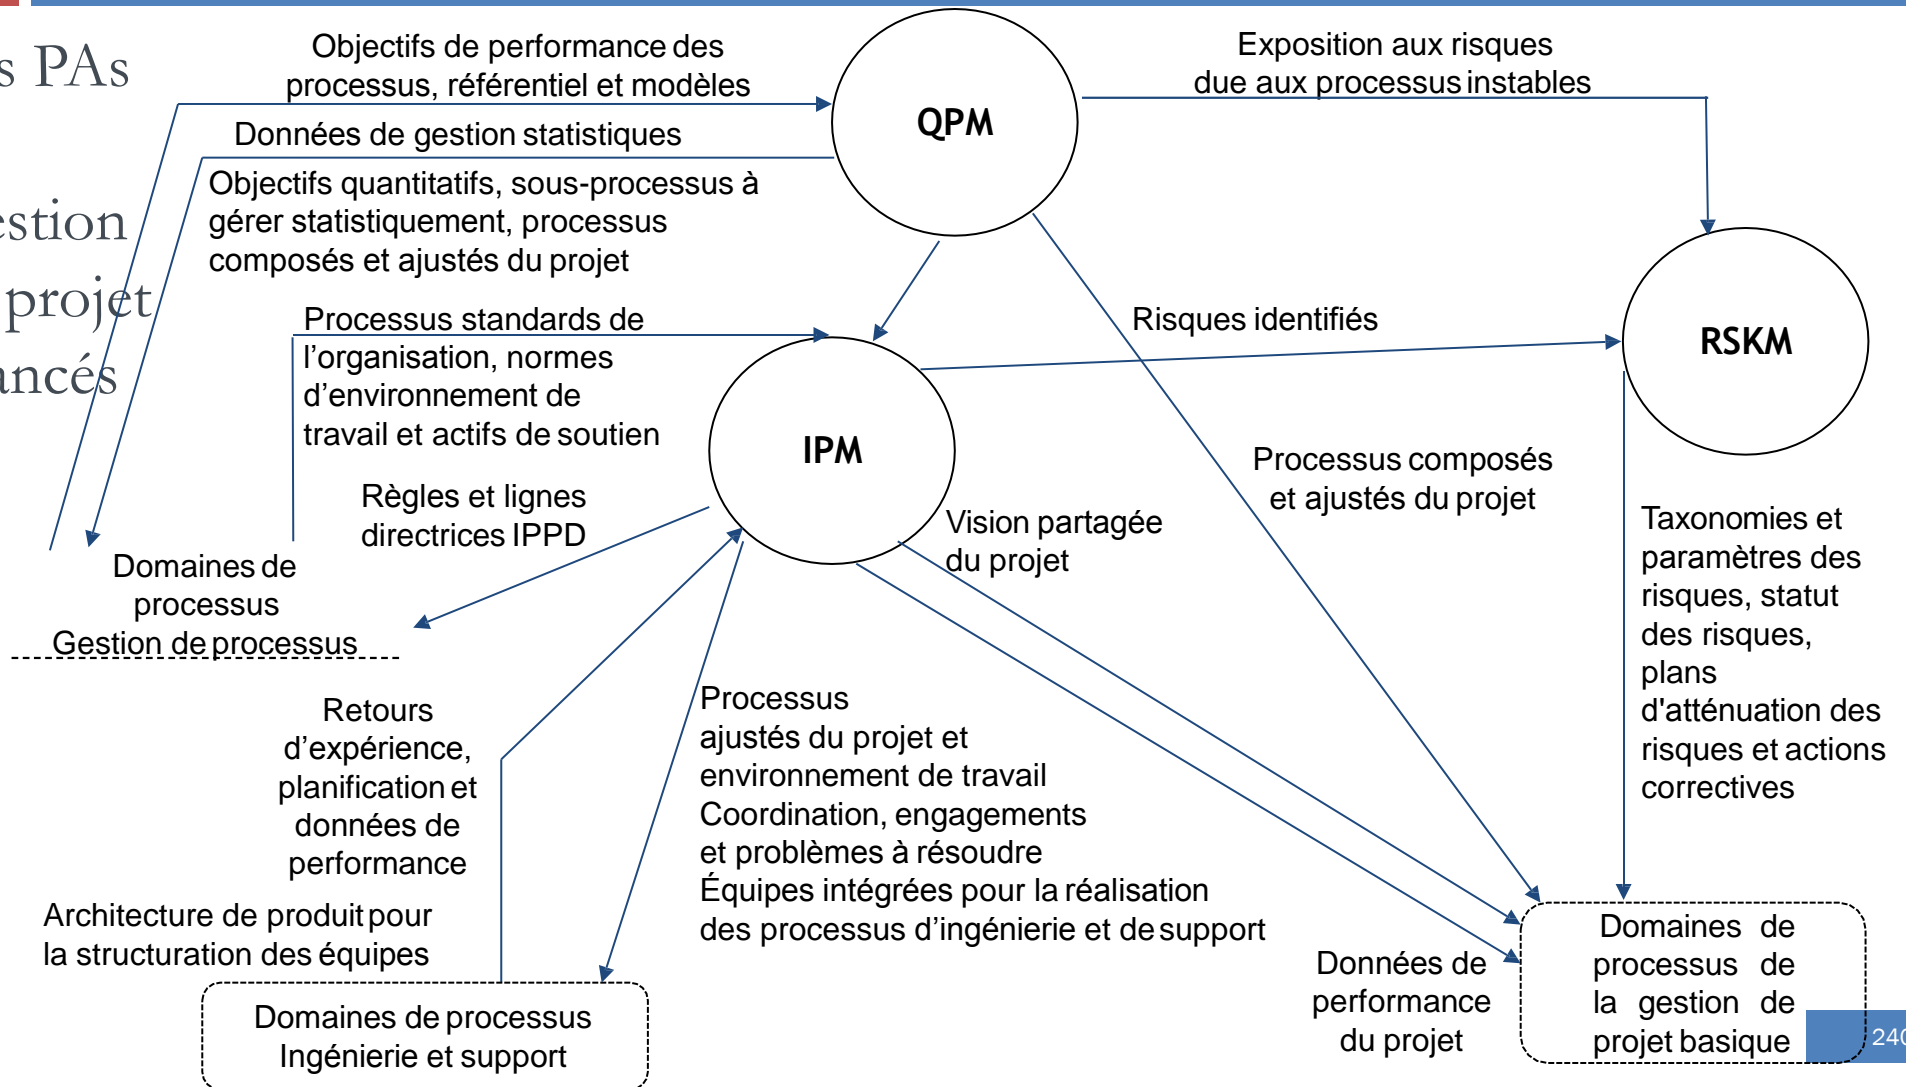 s PAs
estion
projet
ancés
Objectifs de performance des
processus, référentiel et modèles
Données de gestion statistiques
Objectifs quantitatifs, sous-processus à
gérer statistiquement, processus
composés et ajustés du projet
QPM
Exposition aux risques
due aux processus instables
Processus standards de
l’organisation, normes
d’environnement de
travail et actifs de soutien
Risques identifiés
RSKM
IPM
Règles et lignes
directrices IPPD
Vision partagée
du projet
Processus composés
et ajustés du projet
Taxonomies et
paramètres des
risques, statut
des risques,
plans
d'atténuation des
risques et actions
correctives
Domaines de
processus
Gestion de processus
Retours
d’expérience,
planification et
données de
performance
Processus
ajustés du projet et
environnement de travail
Coordination, engagements
et problèmes à résoudre
Équipes intégrées pour la réalisation
des processus d’ingénierie et de support
Architecture de produit pour
la structuration des équipes
Domaines de processus
Ingénierie et support
Données de
performance
du projet
Domaines de
processus de
la gestion de
projet basique
240